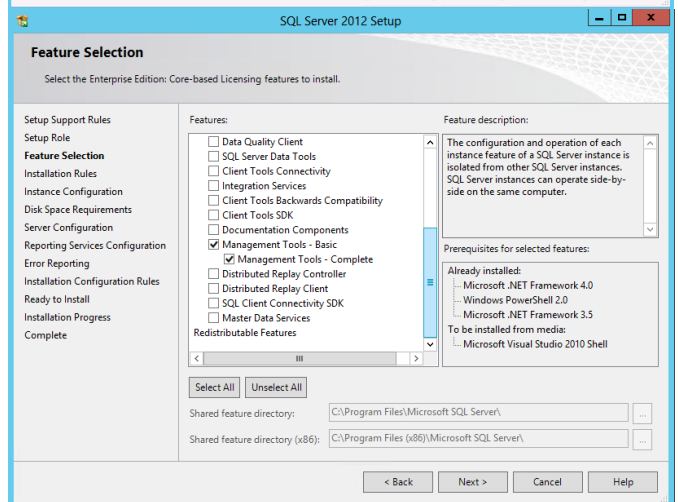 SQL Server 2012 Setup
Feature Selection
Select the Enterprise Edition: Core-based Licensing features to install.
Setup Support Rules
Setup Role
Feature Selection
Installation Rules
Instance Configuration
Disk Space Requirements
Server Configuration
Reporting Services Configuration
Error Reporting
Installation Configuration Rules
Ready to Install
Installation Progress
Complete
Features:
Data Quality Client
SQL Server Data Tools
Client Tools Connectivity
Integration Services
Client Tools Backwards Compatibility
Client Tools SDK
Documentation Components
Management Tools - Basic
Management Tools - Complete
Distributed Replay Controller
Distributed Replay Client
SQL Client Connectivity SDK
Master Data Services
Redistributable Features
Feature description:
The configuration and operation of each
instance feature of a SQL Server instance is
isolated from other SQL Server instances.
SQL Server instances can operate side-by-
side on the same computer.
Prerequisites for selected features:
Already installed:
Microsoft .NET Framework 4.0
Windows PowerShell 2.0
Microsoft .NET Framework 3.5
To be installed from media:
Microsoft Visual Studio 2010 Shell
Select All
Unselect All
Shared feature directory:
C:\Program Files\Microsoft SQL Server\
...
Shared feature directory (x86):
C:\Program Files (x86)\Microsoft SQL Server\
...
< Back
Next >
Cancel
Help